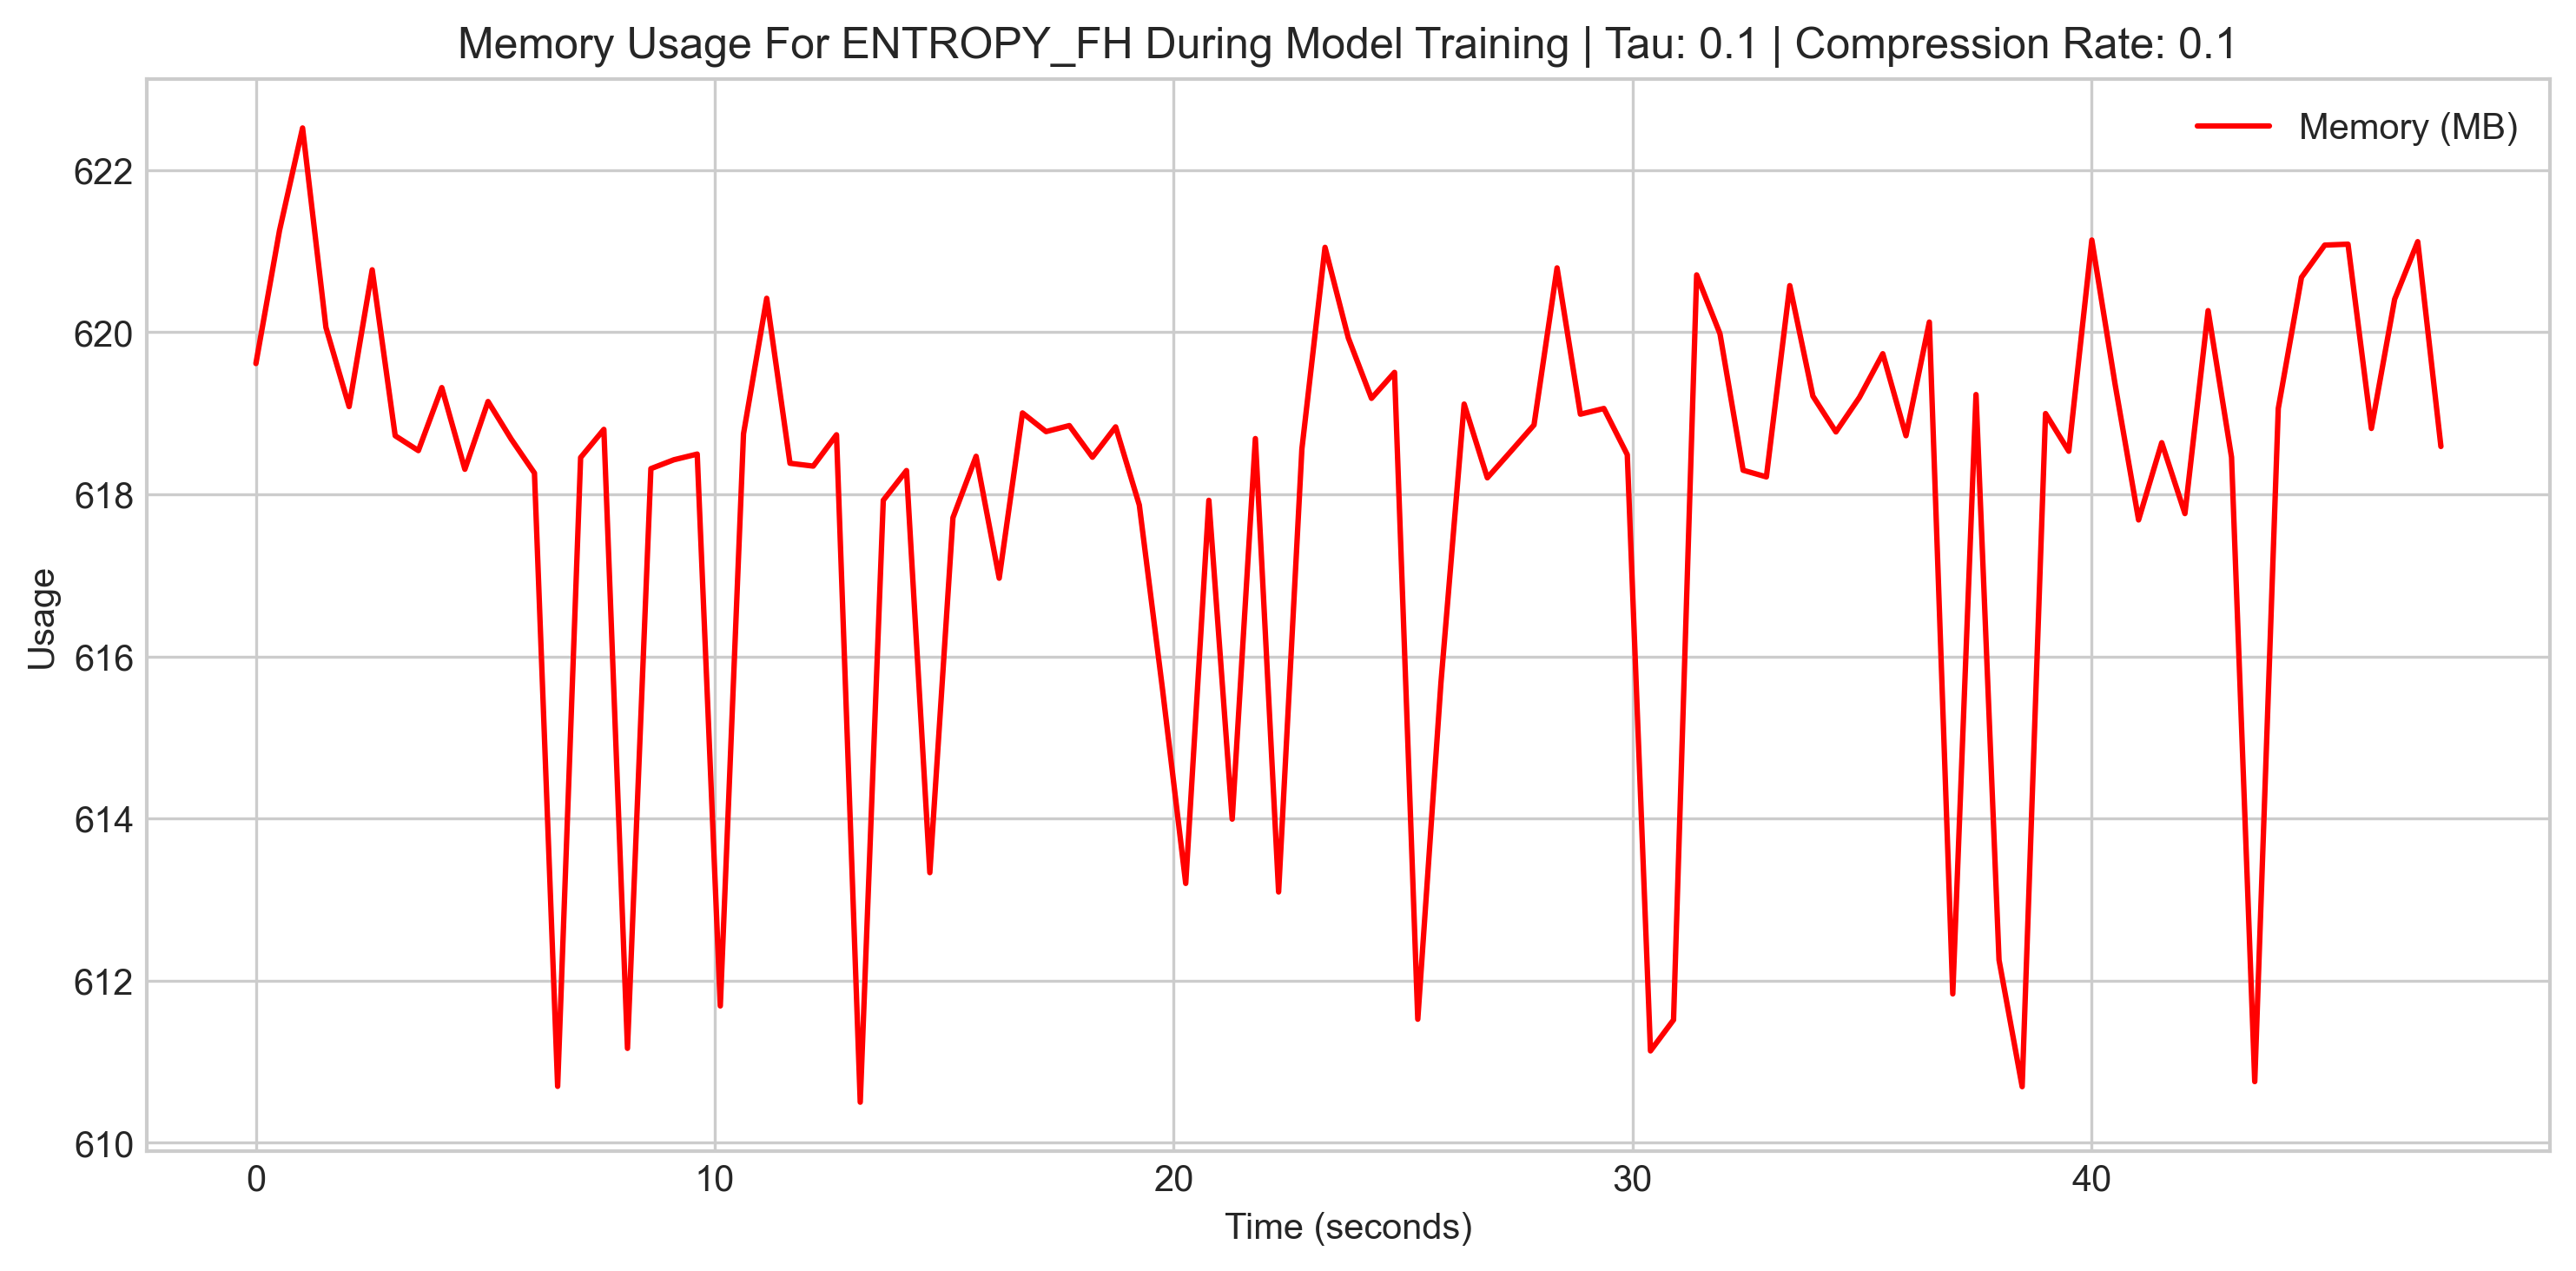 Memory Usage For ENTROPY_FH During Model Training | Tau: 0.1 | Compression Rate: 0.1
Memory (MB)
622
620
618
616
614
612
610
Usage
0 10 20 30 40
Time (seconds)